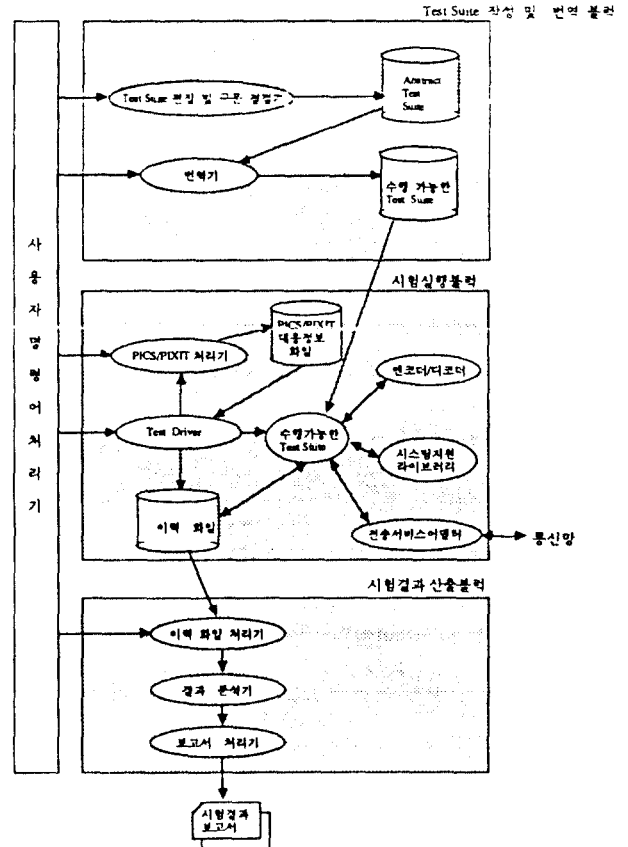 Test Suite 작성 및 번역 블럭
Test Suite 편집 및 구문 점검기
Abstract
Test
Suite
번역기
수행 가능한
Test Suite
사용자명령어처리기
시험실행블럭
PICS/PIXIT 처리기
PICS/PIXIT
대응정보
화일
엔코더/디코더
Test Driver
수행가능한
Test Suite
시스템지원
라이브러리
이력 화일
전송서비스어댑터
통신망
시험결과 산출블럭
이력 화일 처리기
결과 분석기
보고서 처리기
시험결과
보고서